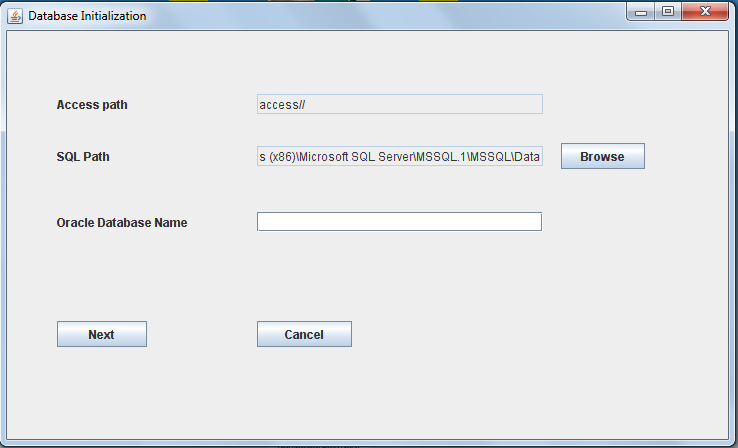 Database Initialization
Access path
access//
SQL Path
s (x86)\Microsoft SQL Server\MSSQL.1\MSSQL\Data
Browse
Oracle Database Name
Next
Cancel